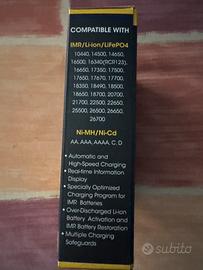 COMPATIBLE WITH
IMR/Li-ion/LiFePO4
10440, 14500, 14650,
16500, 16340(RCR123),
16650, 17350, 17500,
17650, 17670, 17700,
18350, 18490, 18500,
18650, 18700, 20700,
21700, 22500, 22650,
25500, 26500, 26650,
26700
Ni-MH/Ni-Cd
AA, AAA, AAAA, C, D
• Automatic and
High-Speed Charging
• Real-time Information
Display
• Specially Optimized
Charging Program for
IMR Batteries
• Over-Discharged Li-ion
Battery Activation and
IMR Battery Restoration
• Multiple Charging
Safeguards
subito